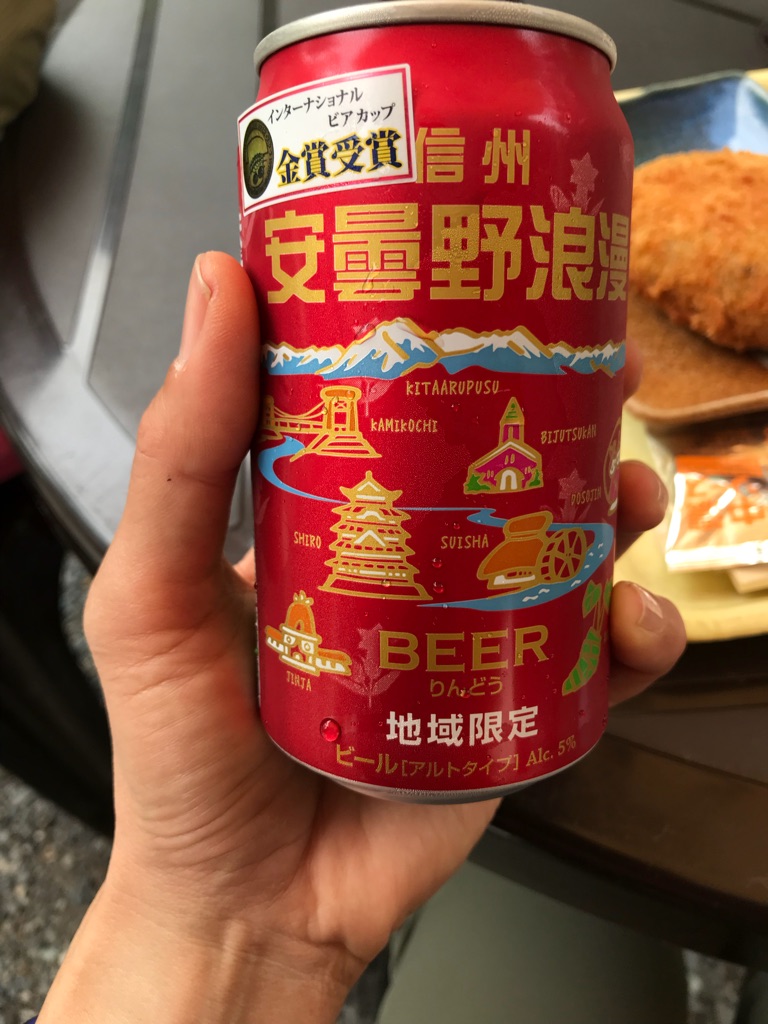 インターナショナル
ビアカップ
金賞受賞
信州
安曇野浪漫
KITAARUPUSU
KAMIKOCHI
BIJUTSUKAN
DOSOJIN
SHIRO
SUISHA
JINJA
BEER
りんどう
地域限定
ビール[アルトタイプ] Alc. 5%